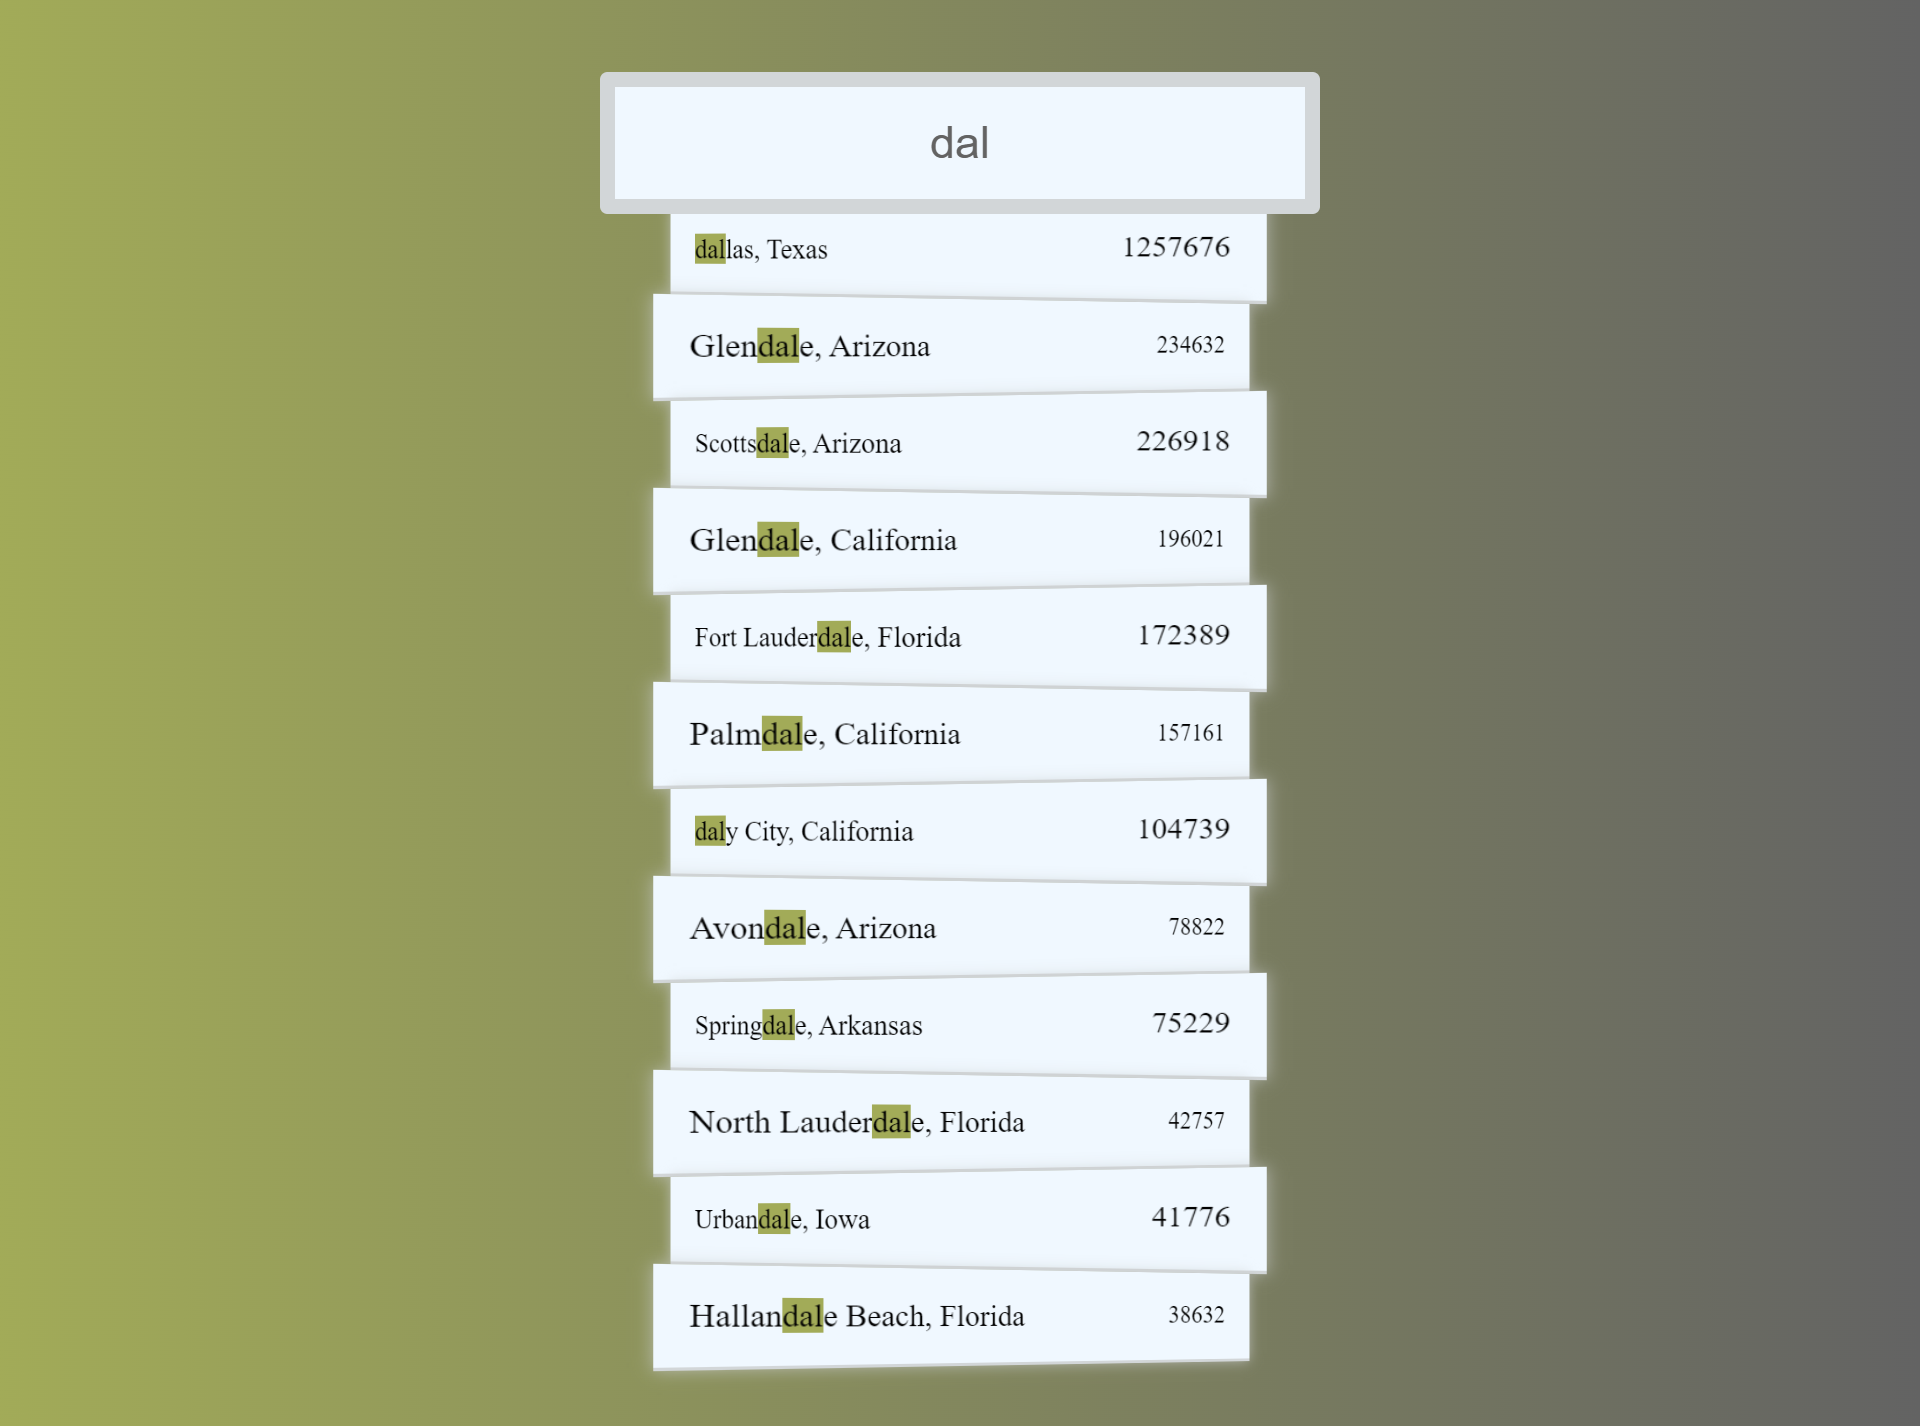 dal
dallas, Texas 1257676
Glendale, Arizona 234632
Scottsdale, Arizona 226918
Glendale, California 196021
Fort Lauderdale, Florida 172389
Palmdale, California 157161
daly City, California 104739
Avondale, Arizona 78822
Springdale, Arkansas 75229
North Lauderdale, Florida 42757
Urbandale, Iowa 41776
Hallandale Beach, Florida 38632